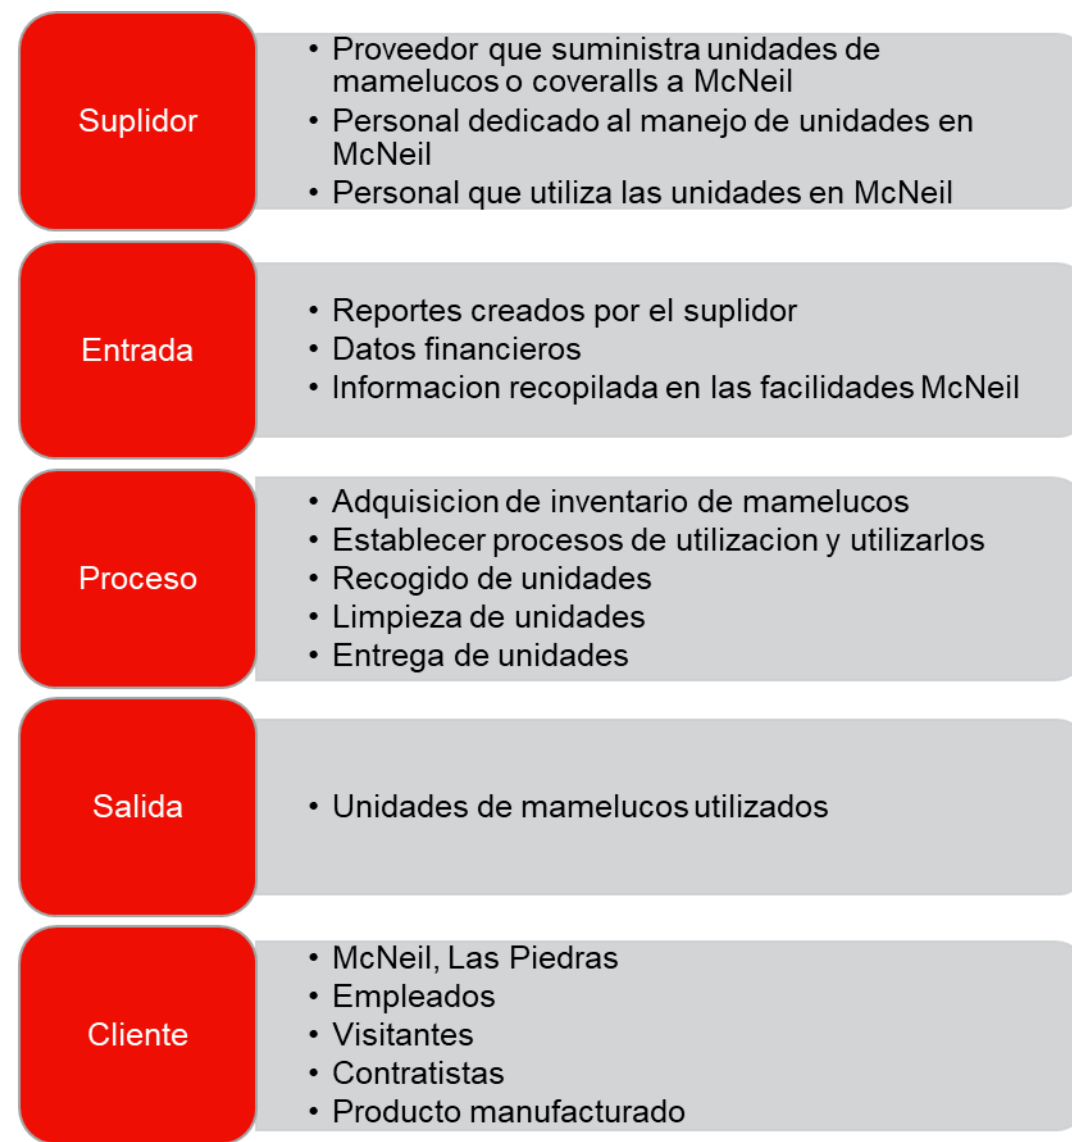 Suplidor
• Proveedor que suministra unidades de
mamelucos o coveralls a McNeil
• Personal dedicado al manejo de unidades en
McNeil
• Personal que utiliza las unidades en McNeil
Entrada
• Reportes creados por el suplidor
• Datos financieros
• Informacion recopilada en las facilidades McNeil
Proceso
• Adquisicion de inventario de mamelucos
• Establecer procesos de utilizacion y utilizarlos
• Recogido de unidades
• Limpieza de unidades
• Entrega de unidades
Salida
• Unidades de mamelucos utilizados
Cliente
• McNeil, Las Piedras
• Empleados
• Visitantes
• Contratistas
• Producto manufacturado